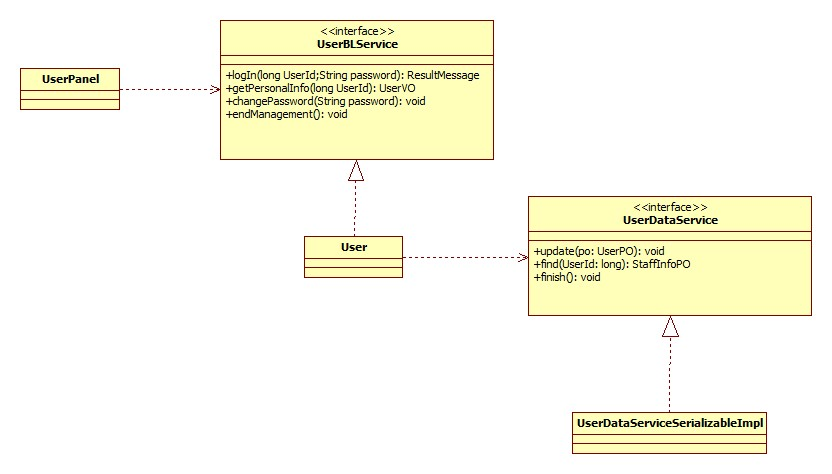 <<interface>>
UserBLService
+logIn(long UserId;String password): ResultMessage
+getPersonalInfo(long UserId): UserVO
+changePassword(String password): void
+endManagement(): void
UserPanel
User
<<interface>>
UserDataService
+update(po: UserPO): void
+find(UserId: long): StaffInfoPO
+finish(): void
UserDataServiceSerializableImpl